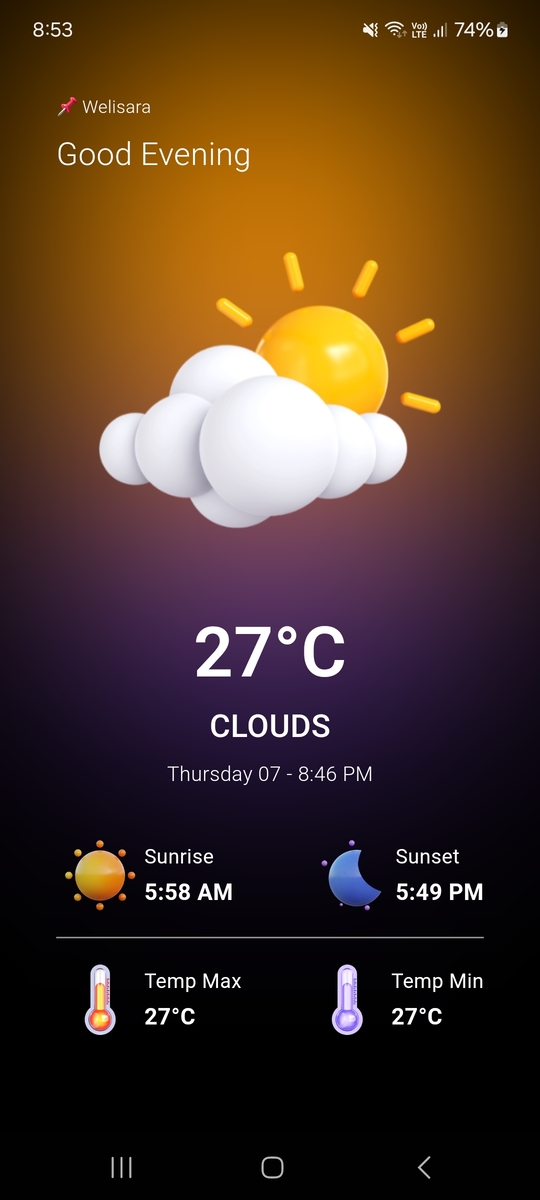 8:53
Vo) LTE 74%
Welisara
Good Evening
27°C
CLOUDS
Thursday 07 - 8:46 PM
Sunrise Sunset
5:58 AM 5:49 PM
Temp Max Temp Min
27°C 27°C